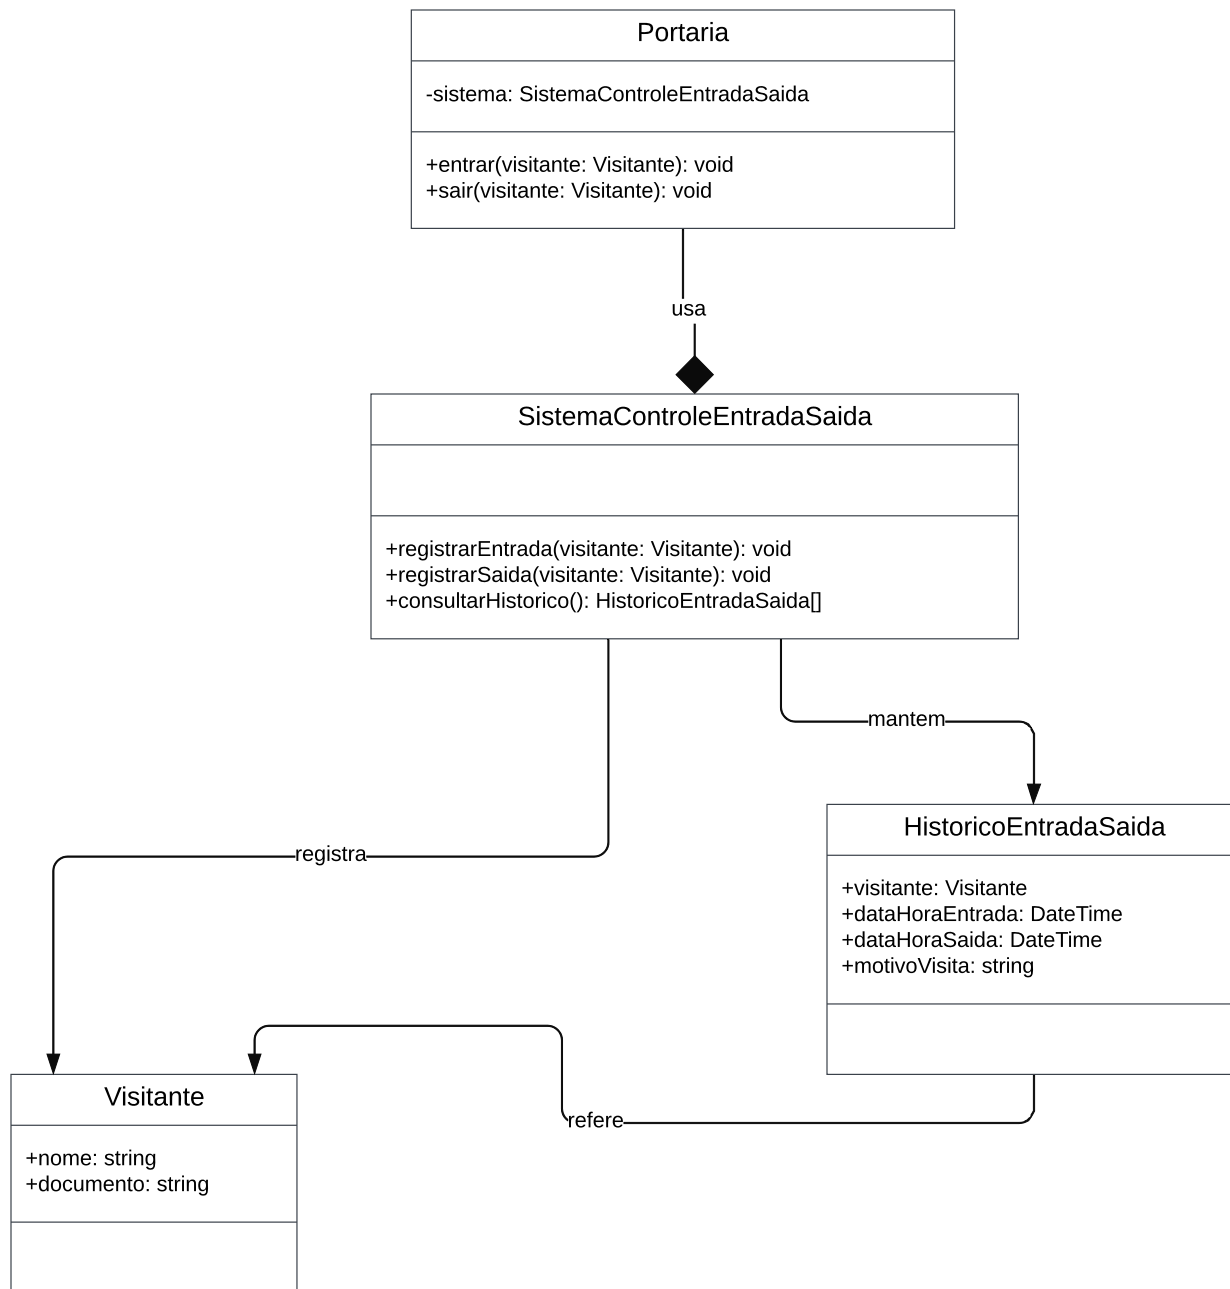 Portaria
-sistema: SistemaControleEntradaSaida
+entrar(visitante: Visitante): void
+sair(visitante: Visitante): void
usa
SistemaControleEntradaSaida
+registrarEntrada(visitante: Visitante): void
+registrarSaida(visitante: Visitante): void
+consultarHistorico(): HistoricoEntradaSaida[]
mantem
HistoricoEntradaSaida
+visitante: Visitante
+dataHoraEntrada: DateTime
+dataHoraSaida: DateTime
+motivoVisita: string
registra
refere
Visitante
+nome: string
+documento: string